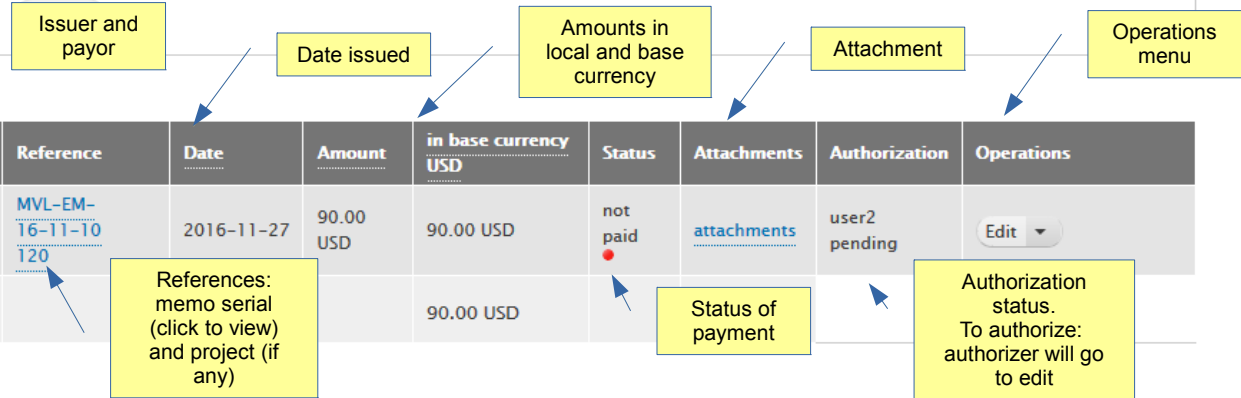 Issuer and
payor
Date issued
Amounts in
local and base
currency
Attachment
Operations
menu
Reference
Date
Amount
in base currency
USD
Status
Attachments
Authorization
Operations
MVL-EM-
16-11-10
120
2016-11-27
90.00
USD
90.00 USD
not
paid
attachments
user2
pending
Edit
90.00 USD
References:
memo serial
(click to view)
and project (if
any)
Status of
payment
Authorization
status.
To authorize:
authorizer will go
to edit